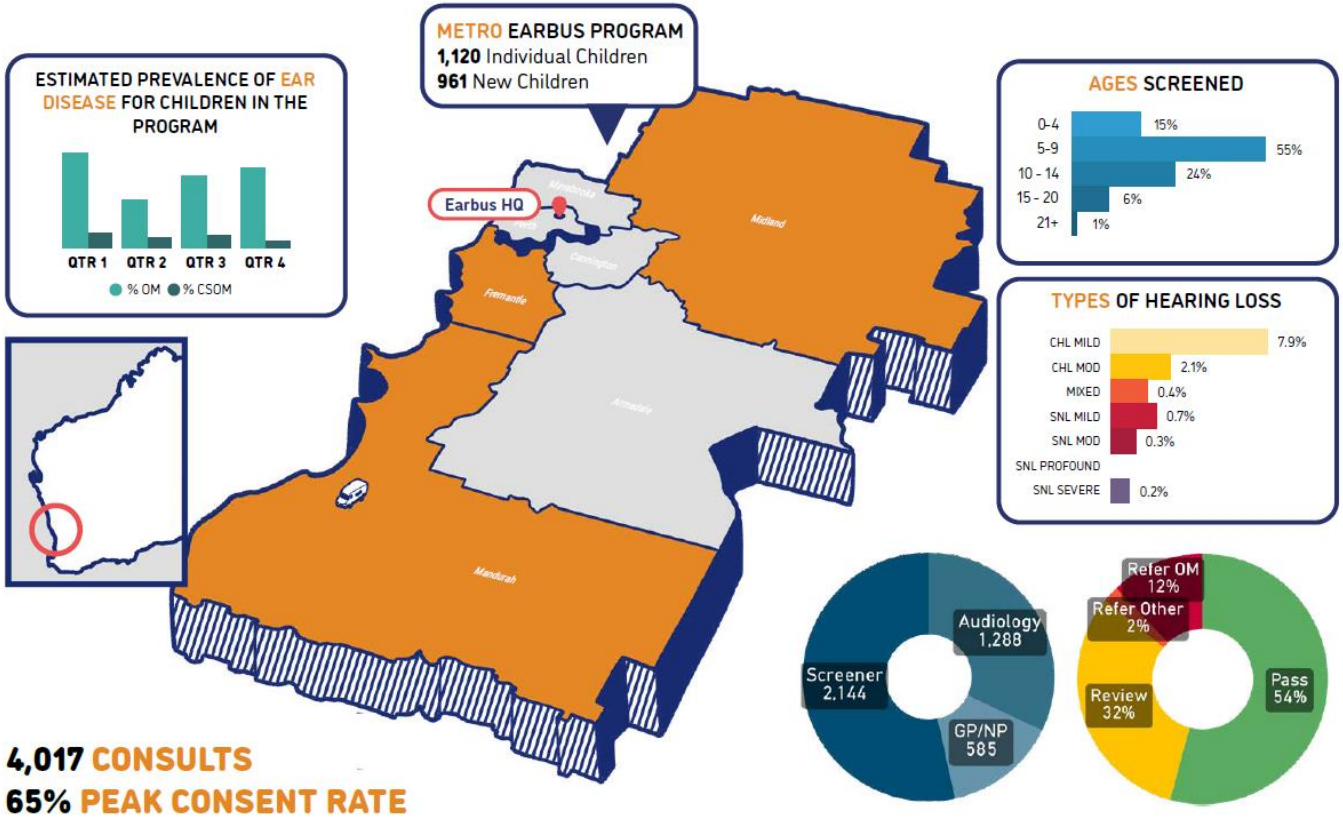 METRO EARBUS PROGRAM
1,120 Individual Children
961 New Children
ESTIMATED PREVALENCE OF EAR
DISEASE FOR CHILDREN IN THE
PROGRAM
QTR 1
QTR 2
QTR 3
QTR 4
% OM
% CSOM
Mirrabooka
Earbus HQ
Perth
Midland
Cannington
Fremantle
Armadale
Mandurah
AGES SCREENED
0-4
15%
5-9
55%
10 - 14
24%
15 - 20
6%
21+
1%
TYPES OF HEARING LOSS
CHL MILD
7.9%
CHL MOD
2.1%
MIXED
0.4%
SNL MILD
0.7%
SNL MOD
0.3%
SNL PROFOUND
SNL SEVERE
0.2%
Audiology
1,288
Screener
2,144
GP/NP
585
Refer OM
12%
Refer Other
2%
Review
32%
Pass
54%
4,017 CONSULTS
65% PEAK CONSENT RATE